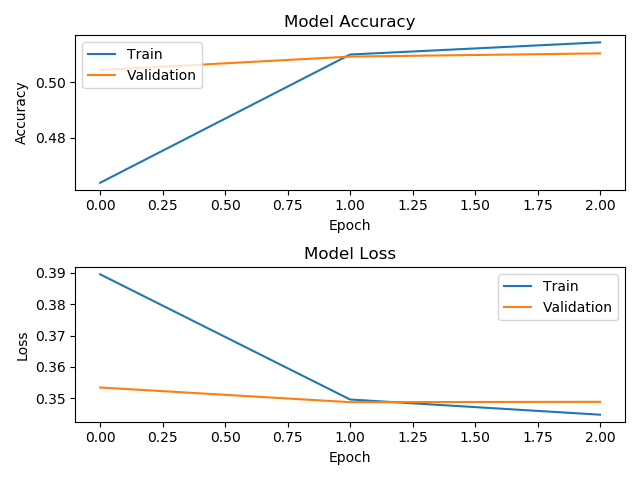 Model Accuracy
Train
Validation
0.50
0.48
Accuracy
0.00 0.25 0.50 0.75 1.00 1.25 1.50 1.75 2.00
Epoch
Model Loss
Train
Validation
0.39
0.38
0.37
0.36
0.35
Loss
0.00 0.25 0.50 0.75 1.00 1.25 1.50 1.75 2.00
Epoch